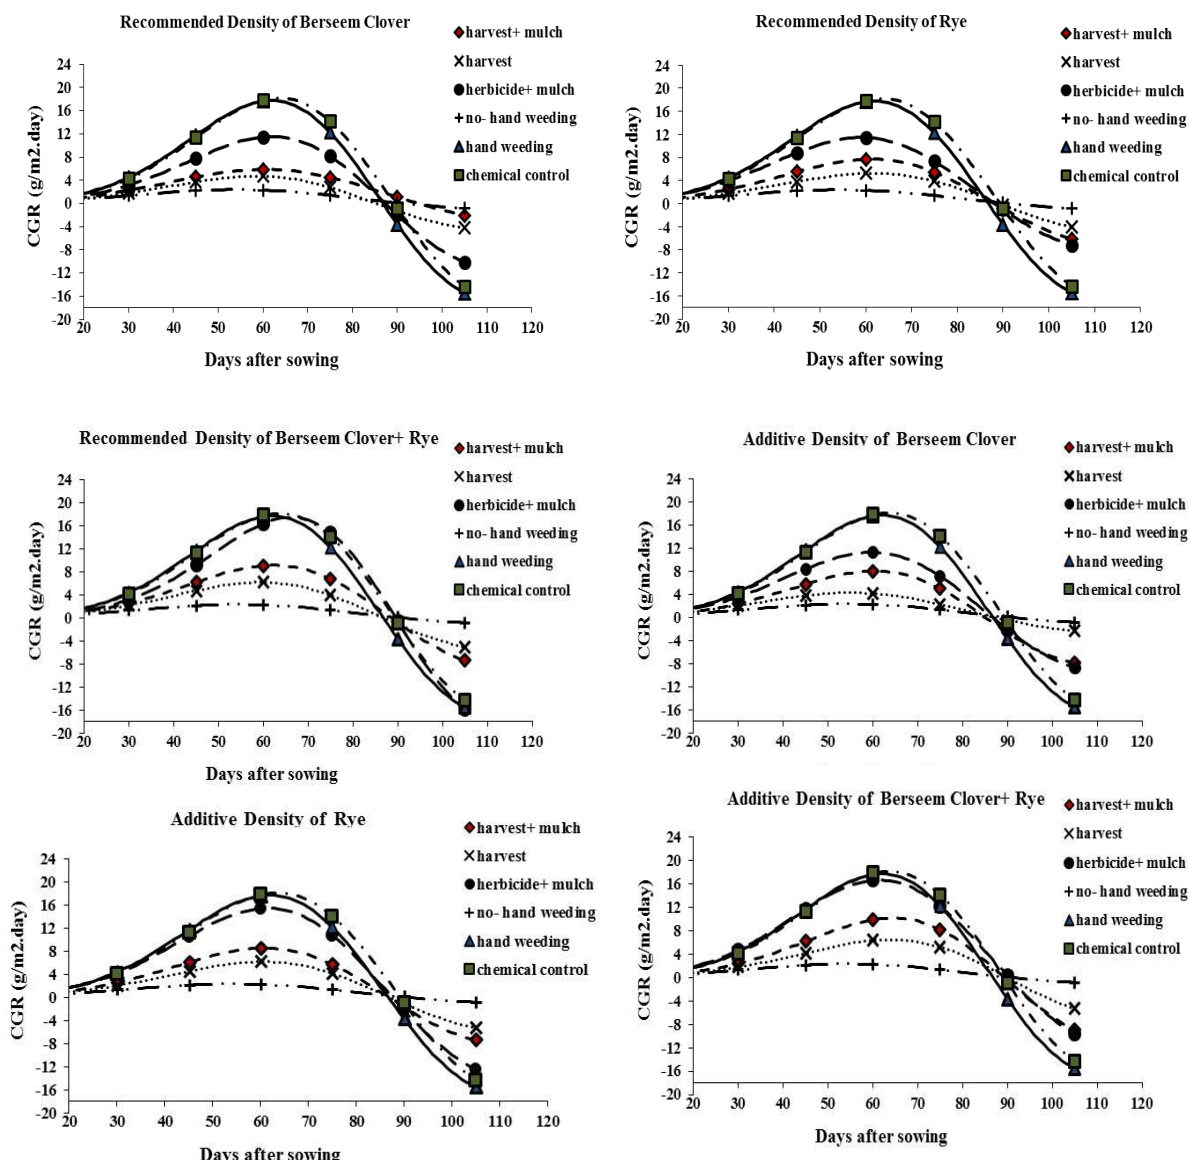 Recommended Density of Berseem Clover
harvest+ mulch
harvest
herbicide+ mulch
no- hand weeding
hand weeding
chemical control
CGR (g/m2.day)
24
20
16
12
8
4
0
-4
-8
-12
-16
-20
20 30 40 50 60 70 80 90 100 110 120
Days after sowing
Recommended Density of Rye
harvest+ mulch
harvest
herbicide+ mulch
no- hand weeding
hand weeding
chemical control
CGR (g/m2.day)
24
20
16
12
8
4
0
-4
-8
-12
-16
-20
20 30 40 50 60 70 80 90 100 110 120
Days after sowing
Recommended Density of Berseem Clover+ Rye
harvest+ mulch
harvest
herbicide+ mulch
no- hand weeding
hand weeding
chemical control
CGR (g/m2.day)
24
20
16
12
8
4
0
-4
-8
-12
-16
-20
20 30 40 50 60 70 80 90 100 110 120
Days after sowing
Additive Density of Berseem Clover
harvest+ mulch
harvest
herbicide+ mulch
no- hand weeding
hand weeding
chemical control
CGR (g/m2.day)
24
20
16
12
8
4
0
-4
-8
-12
-16
-20
20 30 40 50 60 70 80 90 100 110 120
Additive Density of Rye
harvest+ mulch
harvest
herbicide+ mulch
no- hand weeding
hand weeding
chemical control
CGR (g/m2.day)
24
20
16
12
8
4
0
-4
-8
-12
-16
-20
20 30 40 50 60 70 80 90 100 110 120
Days after sowing
Additive Density of Berseem Clover+ Rye
harvest+ mulch
harvest
herbicide+ mulch
no- hand weeding
hand weeding
chemical control
CGR (g/m2.day)
24
20
16
12
8
4
0
-4
-8
-12
-16
-20
20 30 40 50 60 70 80 90 100 110 120
Days after sowing